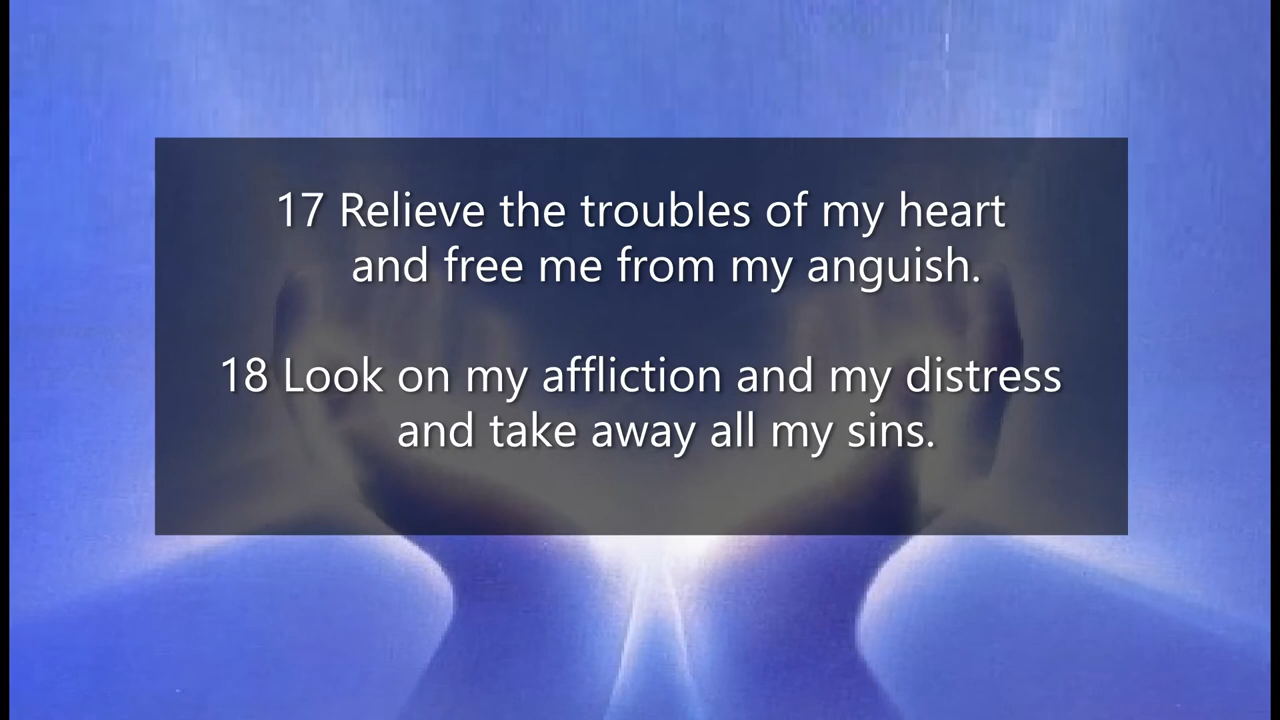 17 Relieve the troubles of my heart
and free me from my anguish.
18 Look on my affliction and my distress
and take away all my sins.